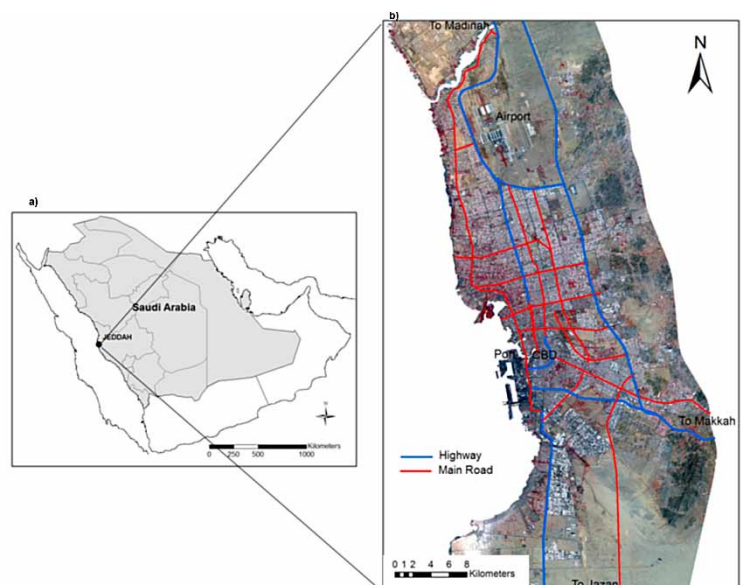 a)
Saudi Arabia
JEDDAH
N
0 250 500 1000
Kilometers
b)
To Madinah
N
Airport
Port
CBD
To Makkah
Highway
Main Road
0 1 2 4 6 8
Kilometers
To Jazan